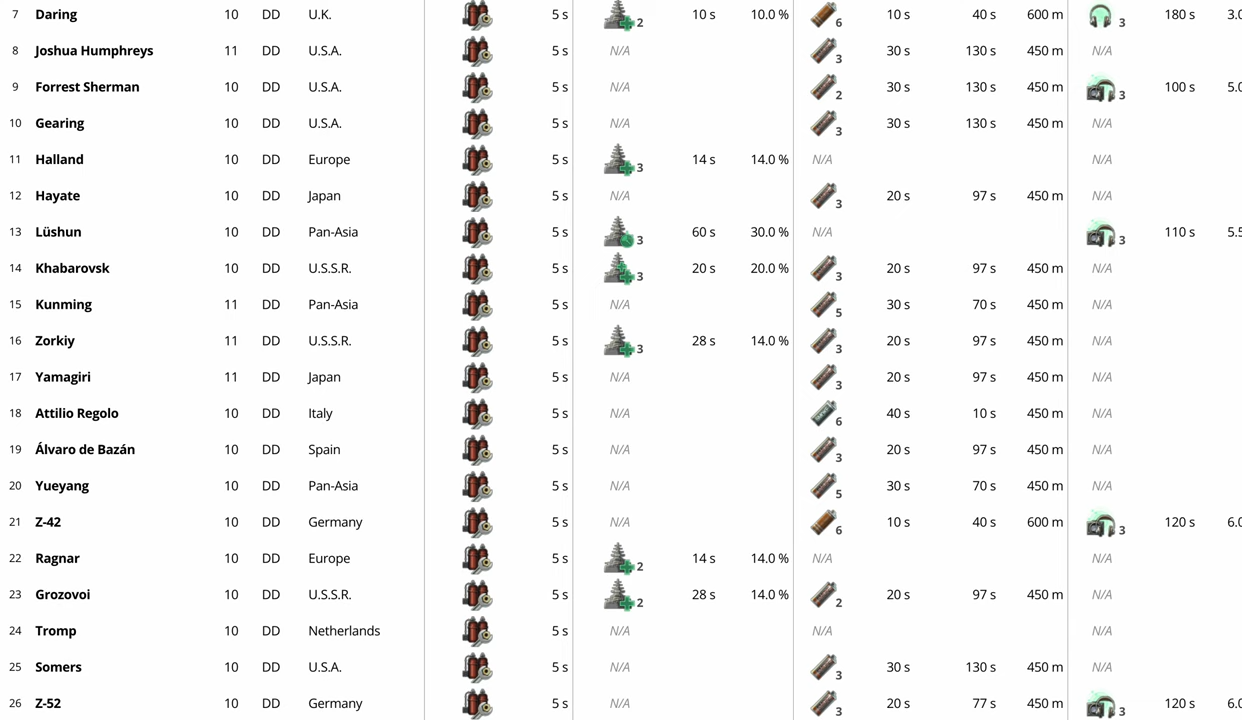 7 Daring 10 DD U.K. 5 s 2 10 s 10.0 % 6 10 s 40 s 600 m 3 180 s 3.0
8 Joshua Humphreys 11 DD U.S.A. 5 s N/A 3 30 s 130 s 450 m N/A
9 Forrest Sherman 10 DD U.S.A. 5 s N/A 2 30 s 130 s 450 m 3 100 s 5.0
10 Gearing 10 DD U.S.A. 5 s N/A 3 30 s 130 s 450 m N/A
11 Halland 10 DD Europe 5 s 3 14 s 14.0 % N/A N/A
12 Hayate 10 DD Japan 5 s N/A 3 20 s 97 s 450 m N/A
13 Lüshun 10 DD Pan-Asia 5 s 3 60 s 30.0 % N/A 3 110 s 5.5
14 Khabarovsk 10 DD U.S.S.R. 5 s 3 20 s 20.0 % 3 20 s 97 s 450 m N/A
15 Kunming 11 DD Pan-Asia 5 s N/A 5 30 s 70 s 450 m N/A
16 Zorkiy 11 DD U.S.S.R. 5 s 3 28 s 14.0 % 3 20 s 97 s 450 m N/A
17 Yamagiri 11 DD Japan 5 s N/A 3 20 s 97 s 450 m N/A
18 Attilio Regolo 10 DD Italy 5 s N/A 6 40 s 10 s 450 m N/A
19 Álvaro de Bazán 10 DD Spain 5 s N/A 3 20 s 97 s 450 m N/A
20 Yueyang 10 DD Pan-Asia 5 s N/A 5 30 s 70 s 450 m N/A
21 Z-42 10 DD Germany 5 s N/A 6 10 s 40 s 600 m 3 120 s 6.0
22 Ragnar 10 DD Europe 5 s 2 14 s 14.0 % N/A N/A
23 Grozovoi 10 DD U.S.S.R. 5 s 2 28 s 14.0 % 2 20 s 97 s 450 m N/A
24 Tromp 10 DD Netherlands 5 s N/A N/A N/A
25 Somers 10 DD U.S.A. 5 s N/A 3 30 s 130 s 450 m N/A
26 Z-52 10 DD Germany 5 s N/A 3 20 s 77 s 450 m 3 120 s 6.0